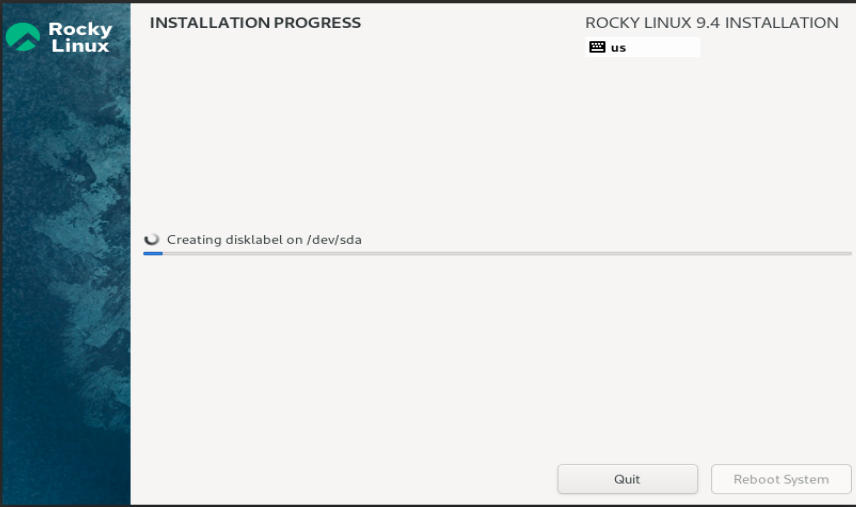 Rocky
Linux
INSTALLATION PROGRESS
ROCKY LINUX 9.4 INSTALLATION
us
Creating disklabel on /dev/sda
Quit
Reboot System